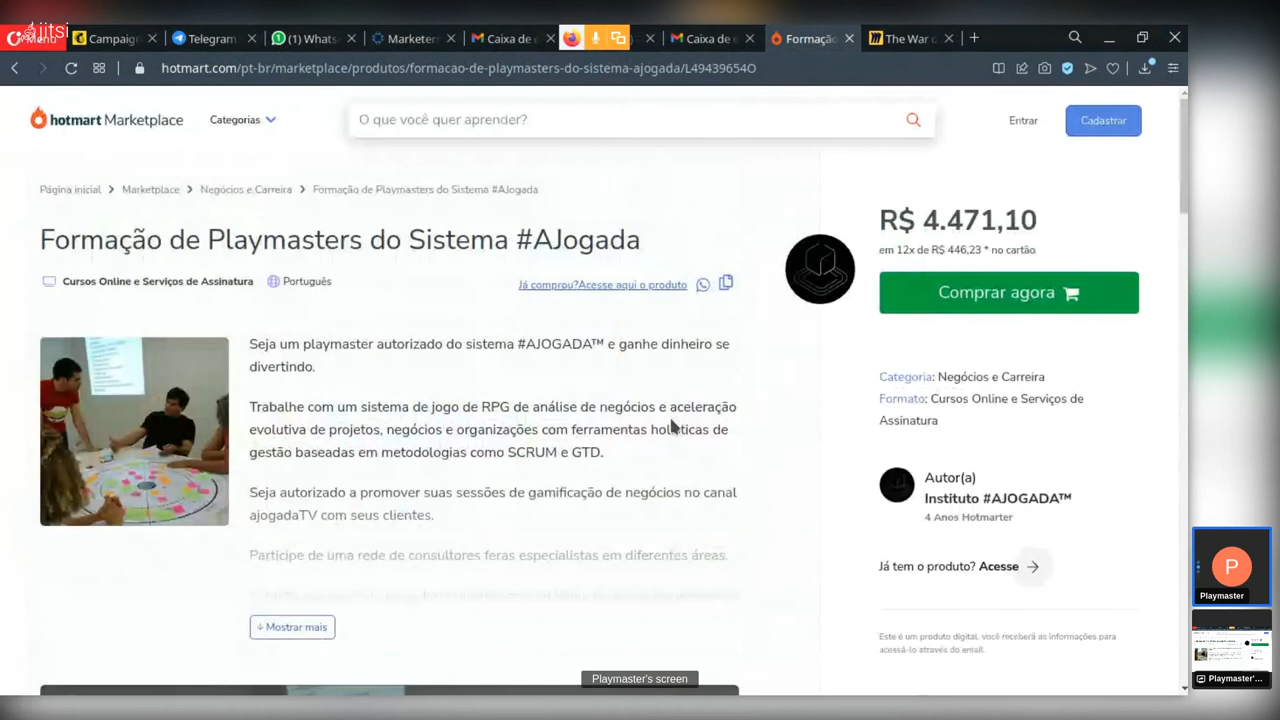 jitsi
Menu
Campaig
Telegram
(1) Whats
Marketer
Caixa de e
Caixa de e
Formação
The War c
hotmart.com/pt-br/marketplace/produtos/formacao-de-playmasters-do-sistema-ajogada/L49439654O
hotmart Marketplace
Categorias
O que você quer aprender?
Entrar
Cadastrar
Página inicial > Marketplace > Negócios e Carreira > Formação de Playmasters do Sistema #AJogada
Formação de Playmasters do Sistema #AJogada
Cursos Online e Serviços de Assinatura
Português
Já comprou?Acesse aqui o produto
Seja um playmaster autorizado do sistema #AJOGADA™ e ganhe dinheiro se
divertindo.
Trabalhe com um sistema de jogo de RPG de análise de negócios e aceleração
evolutiva de projetos, negócios e organizações com ferramentas holísticas de
gestão baseadas em metodologias como SCRUM e GTD.
Seja autorizado a promover suas sessões de gamificação de negócios no canal
ajogadaTV com seus clientes.
Participe de uma rede de consultores feras especialistas em diferentes áreas.
Mostrar mais
R$ 4.471,10
em 12x de R$ 446,23 * no cartão
Comprar agora
Categoria: Negócios e Carreira
Formato: Cursos Online e Serviços de
Assinatura
Autor(a)
Instituto #AJOGADA™
4 Anos Hotmarter
Já tem o produto? Acesse
Este é um produto digital, você receberá as informações para
acessá-lo através do email.
P
Playmaster
Playmaster'...
Playmaster's screen